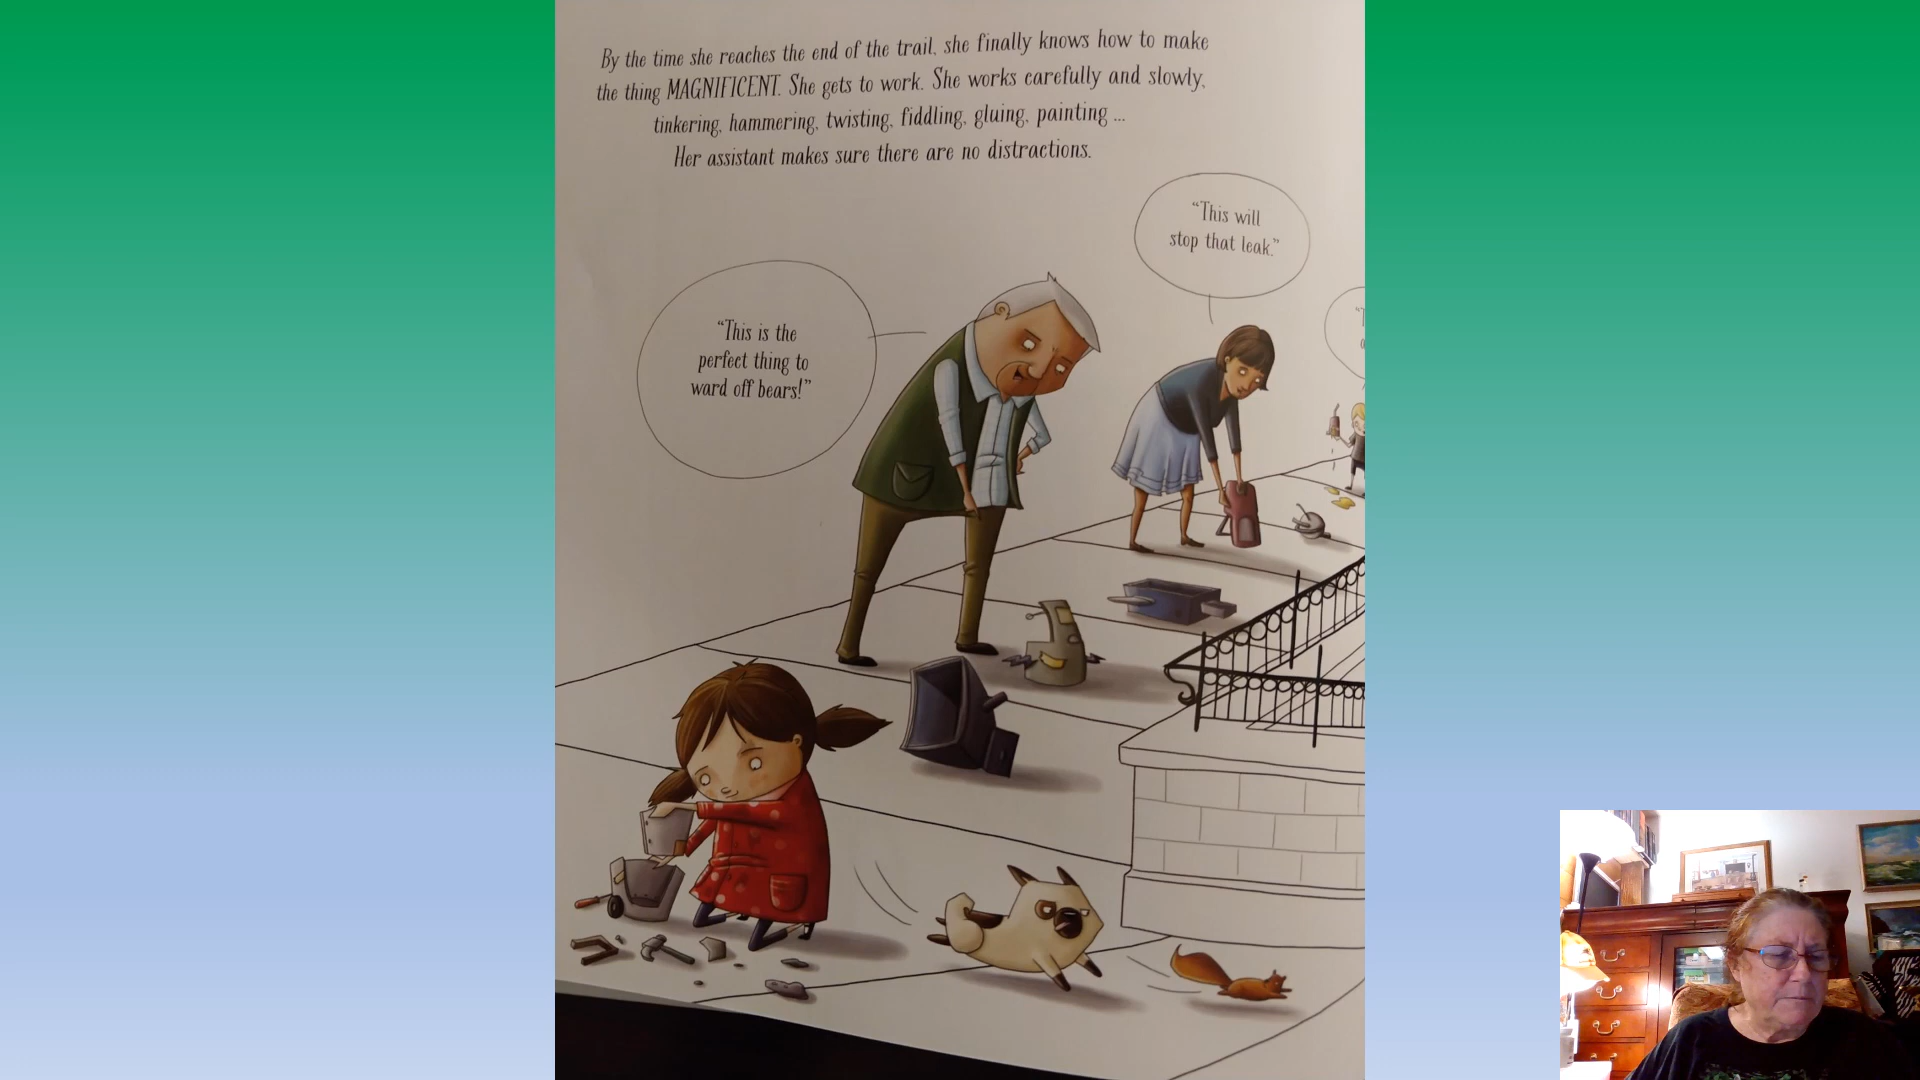 By the time she reaches the end of the trail, she finally knows how to make
the thing MAGNIFICENT. She gets to work. She works carefully and slowly,
tinkering, hammering, twisting, fiddling, gluing, painting ...
Her assistant makes sure there are no distractions.
“This will
stop that leak.”
“This is the
perfect thing to
ward off bears!”